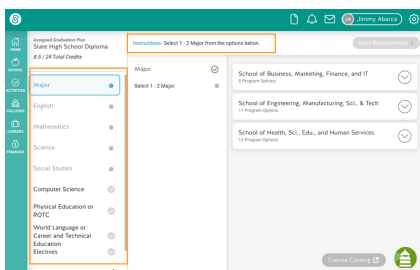 Jimmy Abarca
HOME
SCHOOL
ACTIVITIES
COLLEGES
CAREERS
FINANCES
Assigned Graduation Plan
State High School Diploma
8.5 / 24 Total Credits
Instructions: Select 1 - 2 Major from the options below.
Next Requirement
Major
English
Mathematics
Science
Social Studies
Computer Science
Physical Education or
ROTC
World Language or
Career and Technical
Education
Electives
Major
Select 1 - 2 Major
School of Business, Marketing, Finance, and IT
8 Program Options
School of Engineering, Manufacturing, Sci., & Tech
11 Program Options
School of Health, Sci., Edu., and Human Services
13 Program Options
Course Catalog